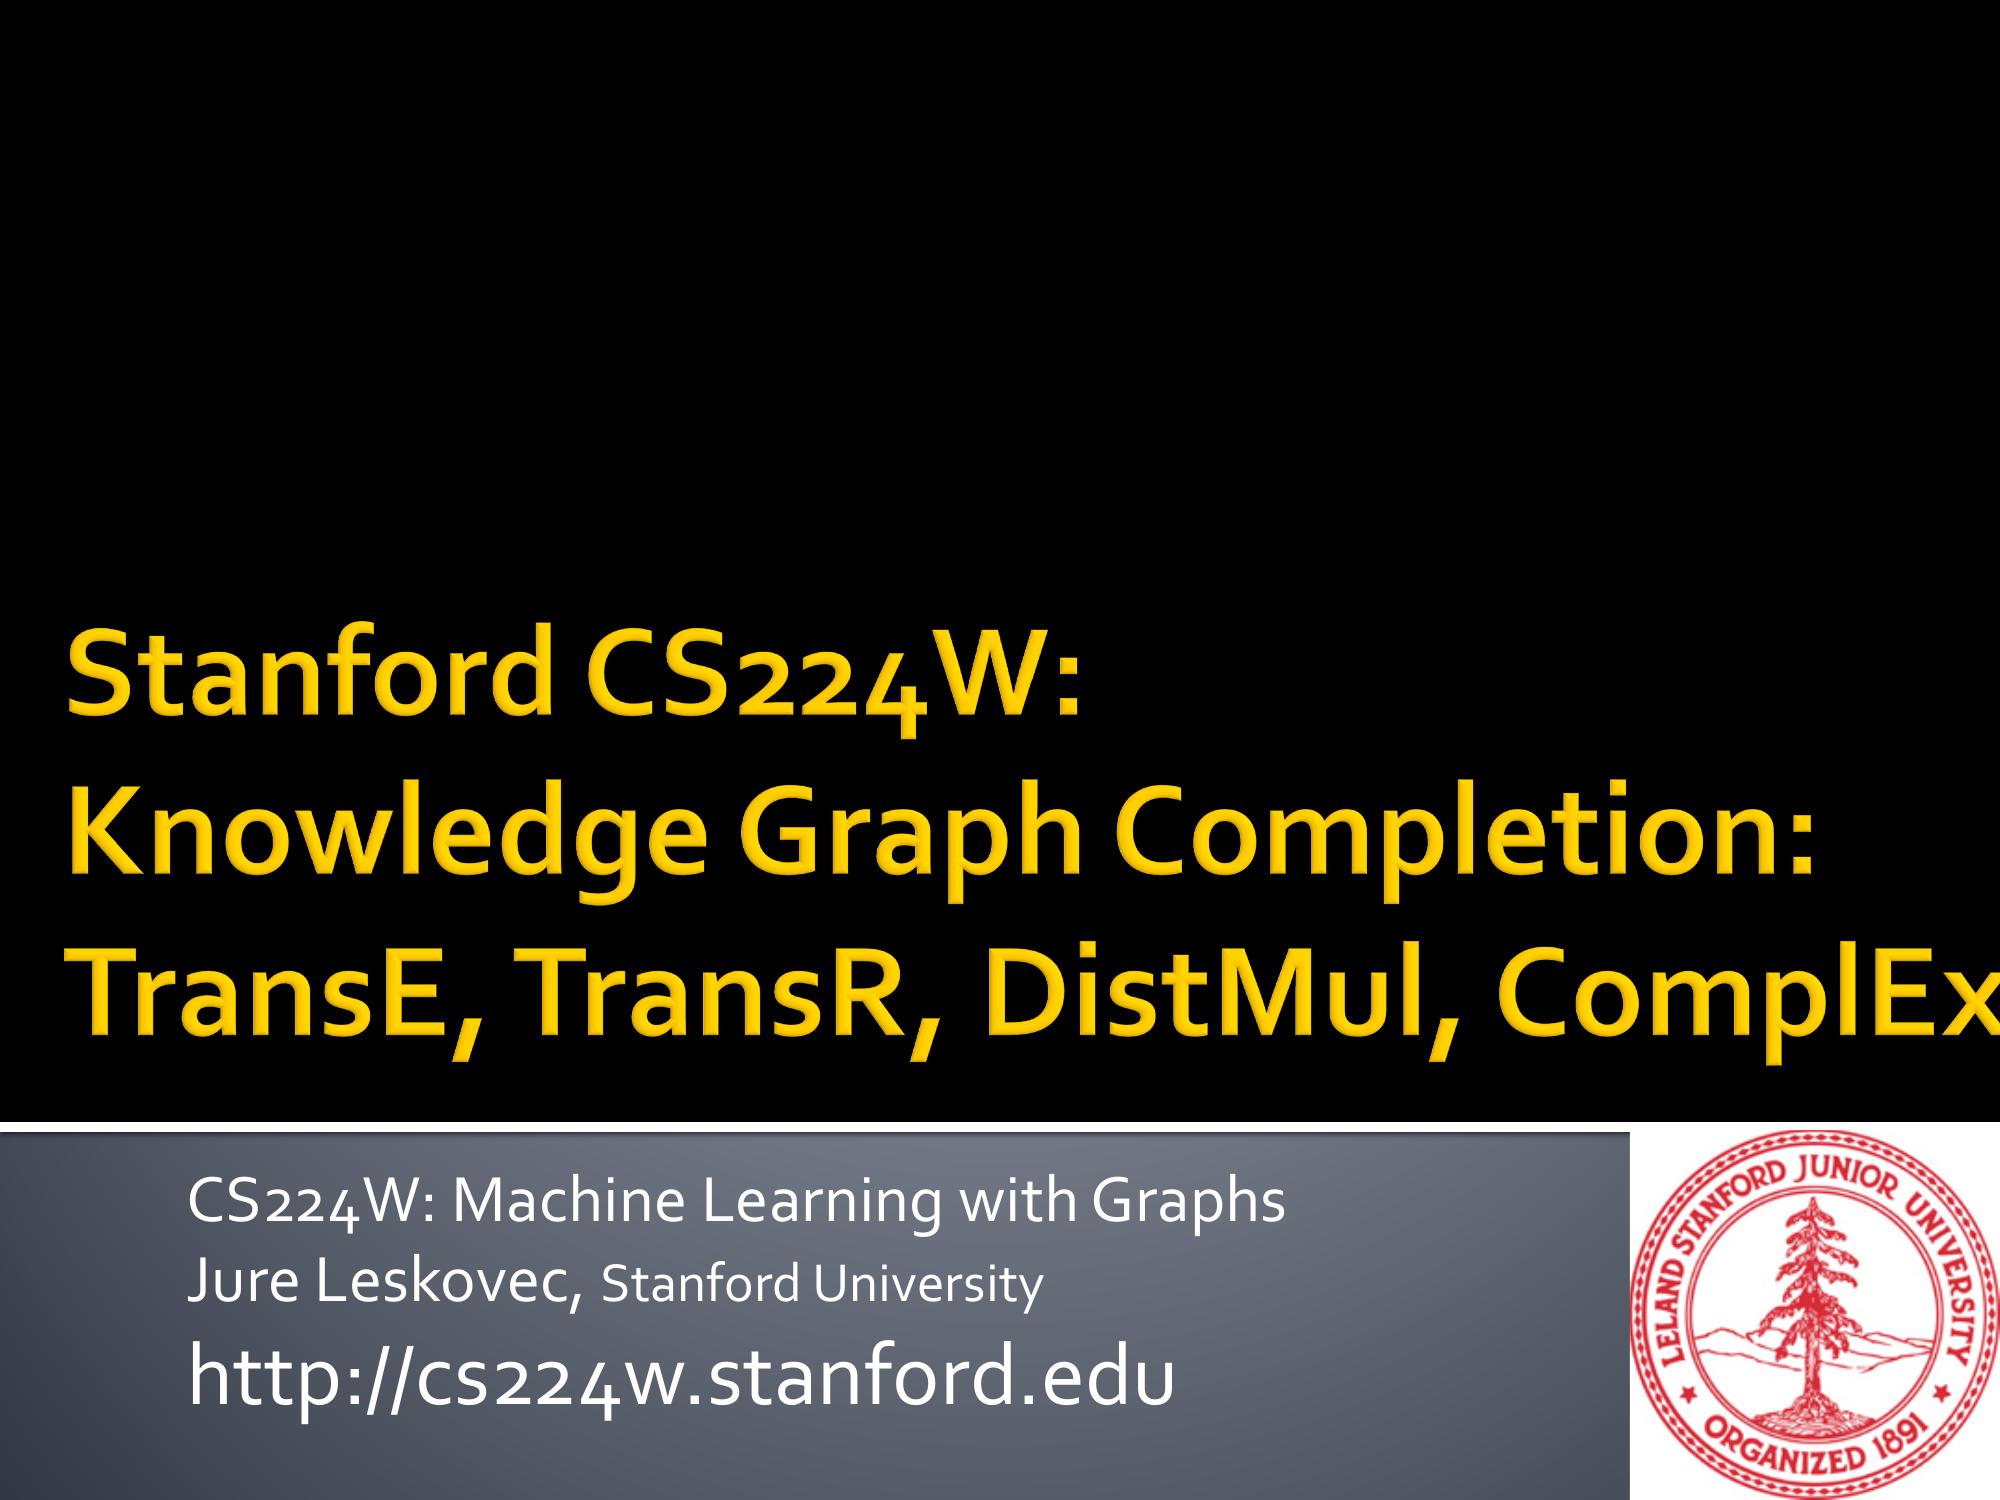 Stanford CS224W:
Knowledge Graph Completion:
TransE, TransR, DistMul, ComplEx
CS224W: Machine Learning with Graphs
Jure Leskovec, Stanford University
http://cs224w.stanford.edu
LELAND STANFORD JUNIOR UNIVERSITY
ORGANIZED 1891